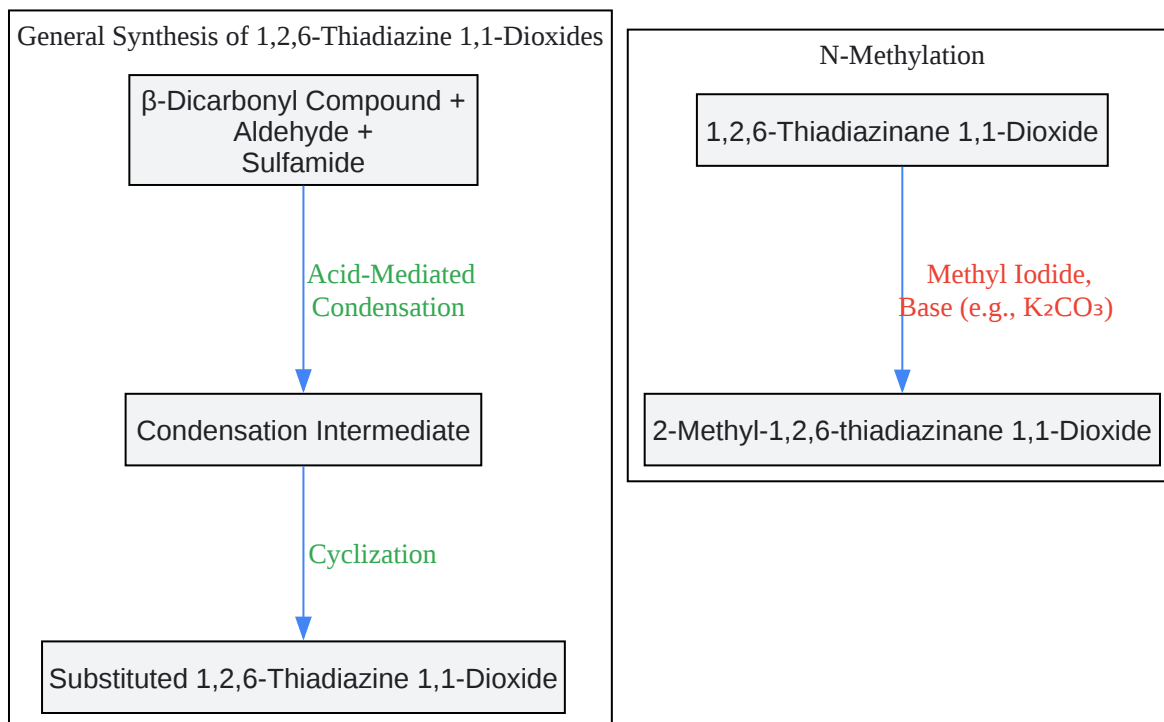 General Synthesis of 1,2,6-Thiadiazine 1,1-Dioxides
β-Dicarbonyl Compound +
Aldehyde +
Sulfamide
Acid-Mediated
Condensation
Condensation Intermediate
Cyclization
Substituted 1,2,6-Thiadiazine 1,1-Dioxide
N-Methylation
1,2,6-Thiadiazinane 1,1-Dioxide
Methyl Iodide,
Base (e.g., K₂CO₃)
2-Methyl-1,2,6-thiadiazinane 1,1-Dioxide